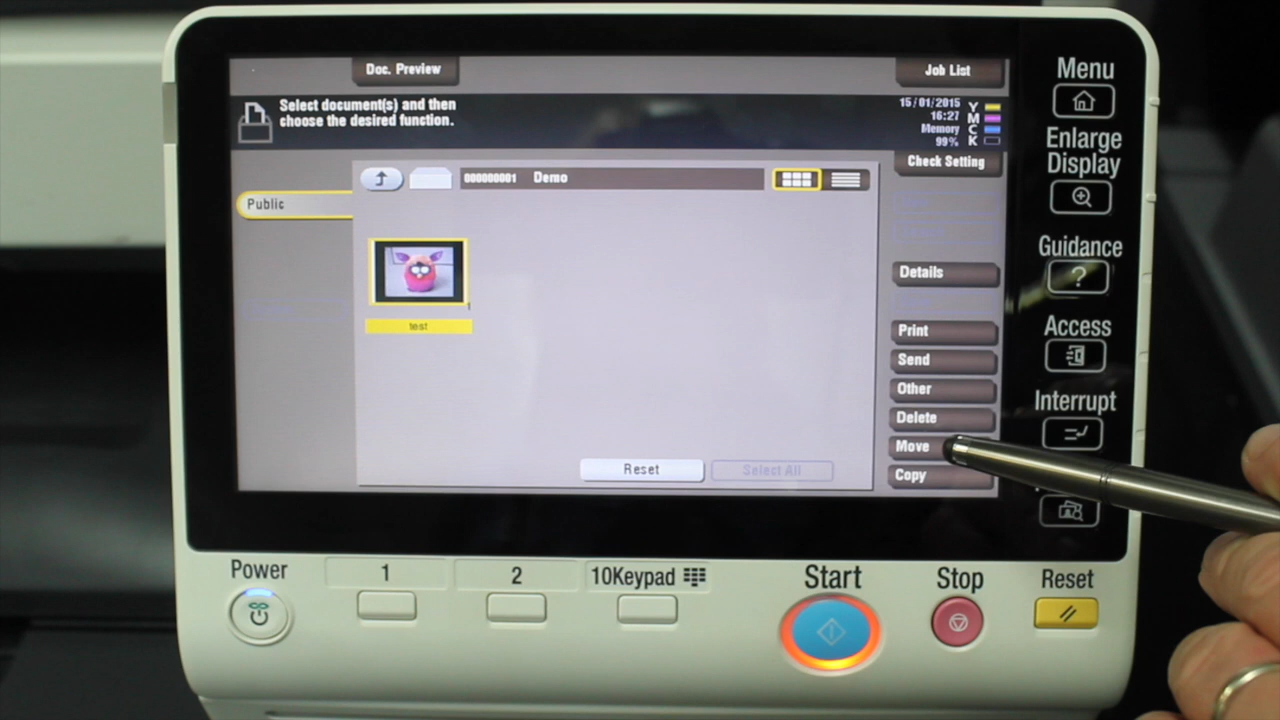 Doc. Preview
Job List
Select document(s) and then
choose the desired function.
15/01/2015
16:27
Memory
99%
Y
M
C
K
Check Setting
Public
000000001 Demo
test
Details
Print
Send
Other
Delete
Move
Copy
Reset
Select All
Menu
Enlarge
Display
Guidance
?
Access
Interrupt
Power
1
2
10Keypad
Start
Stop
Reset